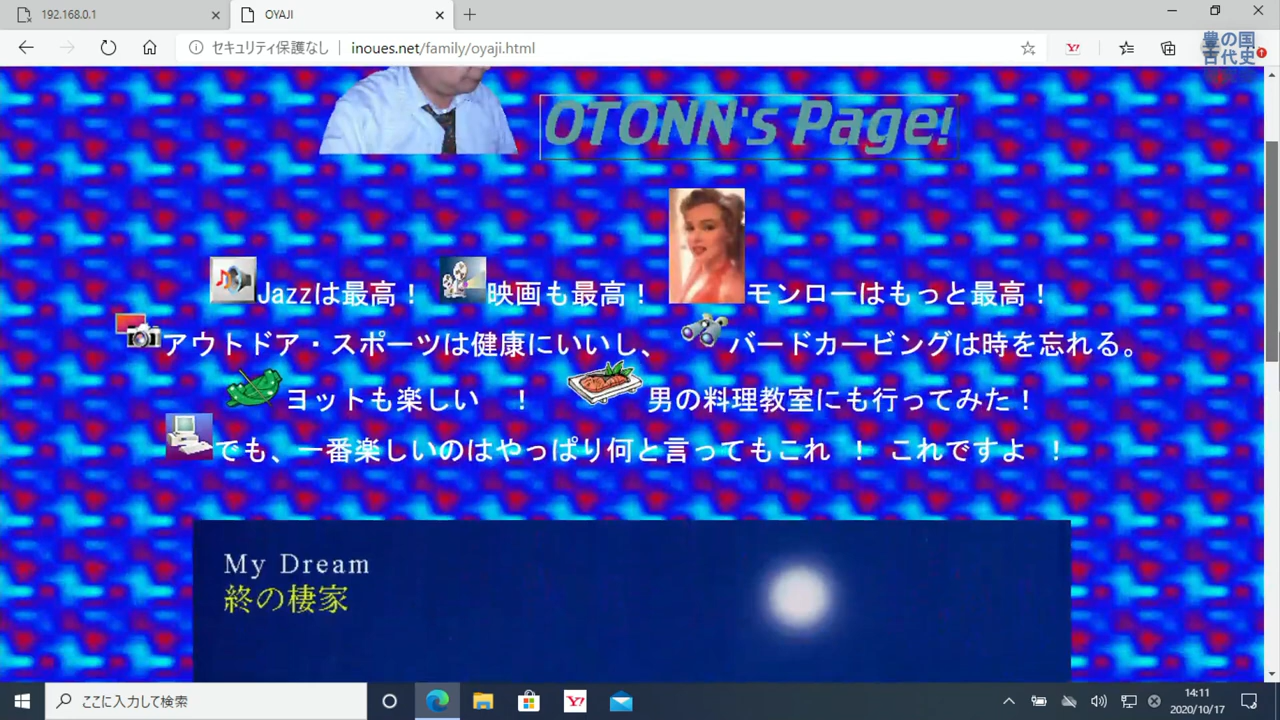 192.168.0.1
OYAJI
セキュリティ保護なし
inoues.net/family/oyaji.html
豊の国
古代史
OTONN's Page!
Jazzは最高！ 映画も最高！ モンローはもっと最高！
アウトドア・スポーツは健康にいいし、 バードカービングは時を忘れる。
ヨットも楽しい ！ 男の料理教室にも行ってみた！
でも、一番楽しいのはやっぱり何と言ってもこれ ！ これですよ ！
My Dream
終の棲家
ここに入力して検索
14:11
2020/10/17